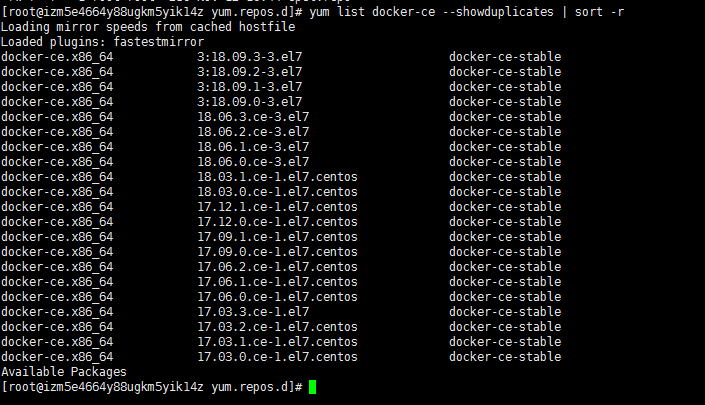 [root@izm5e4664y88ugkm5yik14z yum.repos.d]# yum list docker-ce --showduplicates | sort -r
Loading mirror speeds from cached hostfile
Loaded plugins: fastestmirror
docker-ce.x86_64 3:18.09.3-3.el7 docker-ce-stable
docker-ce.x86_64 3:18.09.2-3.el7 docker-ce-stable
docker-ce.x86_64 3:18.09.1-3.el7 docker-ce-stable
docker-ce.x86_64 3:18.09.0-3.el7 docker-ce-stable
docker-ce.x86_64 18.06.3.ce-3.el7 docker-ce-stable
docker-ce.x86_64 18.06.2.ce-3.el7 docker-ce-stable
docker-ce.x86_64 18.06.1.ce-3.el7 docker-ce-stable
docker-ce.x86_64 18.06.0.ce-3.el7 docker-ce-stable
docker-ce.x86_64 18.03.1.ce-1.el7.centos docker-ce-stable
docker-ce.x86_64 18.03.0.ce-1.el7.centos docker-ce-stable
docker-ce.x86_64 17.12.1.ce-1.el7.centos docker-ce-stable
docker-ce.x86_64 17.12.0.ce-1.el7.centos docker-ce-stable
docker-ce.x86_64 17.09.1.ce-1.el7.centos docker-ce-stable
docker-ce.x86_64 17.09.0.ce-1.el7.centos docker-ce-stable
docker-ce.x86_64 17.06.2.ce-1.el7.centos docker-ce-stable
docker-ce.x86_64 17.06.1.ce-1.el7.centos docker-ce-stable
docker-ce.x86_64 17.06.0.ce-1.el7.centos docker-ce-stable
docker-ce.x86_64 17.03.3.ce-1.el7 docker-ce-stable
docker-ce.x86_64 17.03.2.ce-1.el7.centos docker-ce-stable
docker-ce.x86_64 17.03.1.ce-1.el7.centos docker-ce-stable
docker-ce.x86_64 17.03.0.ce-1.el7.centos docker-ce-stable
Available Packages
[root@izm5e4664y88ugkm5yik14z yum.repos.d]#